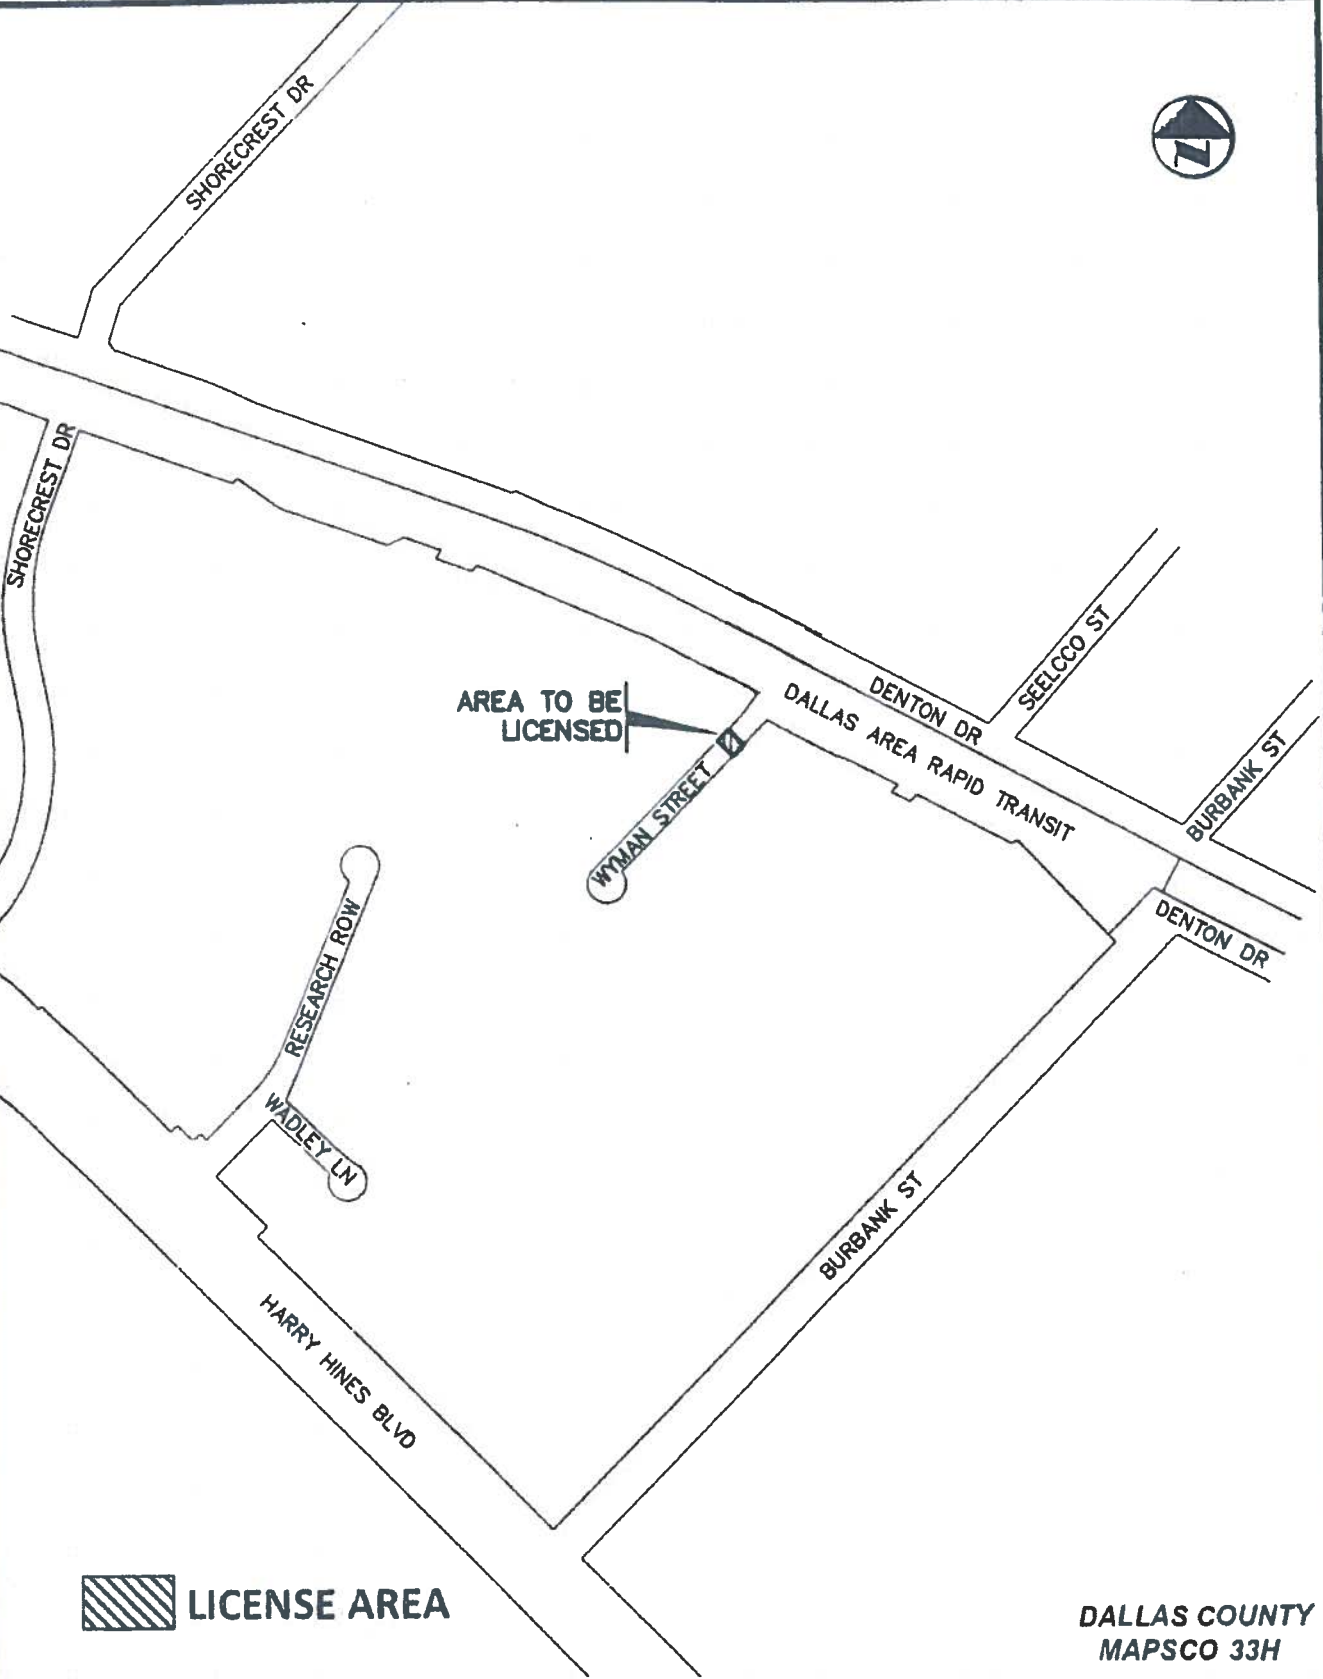 SHORECREST DR
N
SHORECREST DR
AREA TO BE
LICENSED
DENTON DR
DALLAS AREA RAPID TRANSIT
SEELCCO ST
BURBANK ST
WYMAN STREET
DENTON DR
RESEARCH ROW
WADLEY LN
BURBANK ST
HARRY HINES BLVD
LICENSE AREA
DALLAS COUNTY
MAPSCO 33H